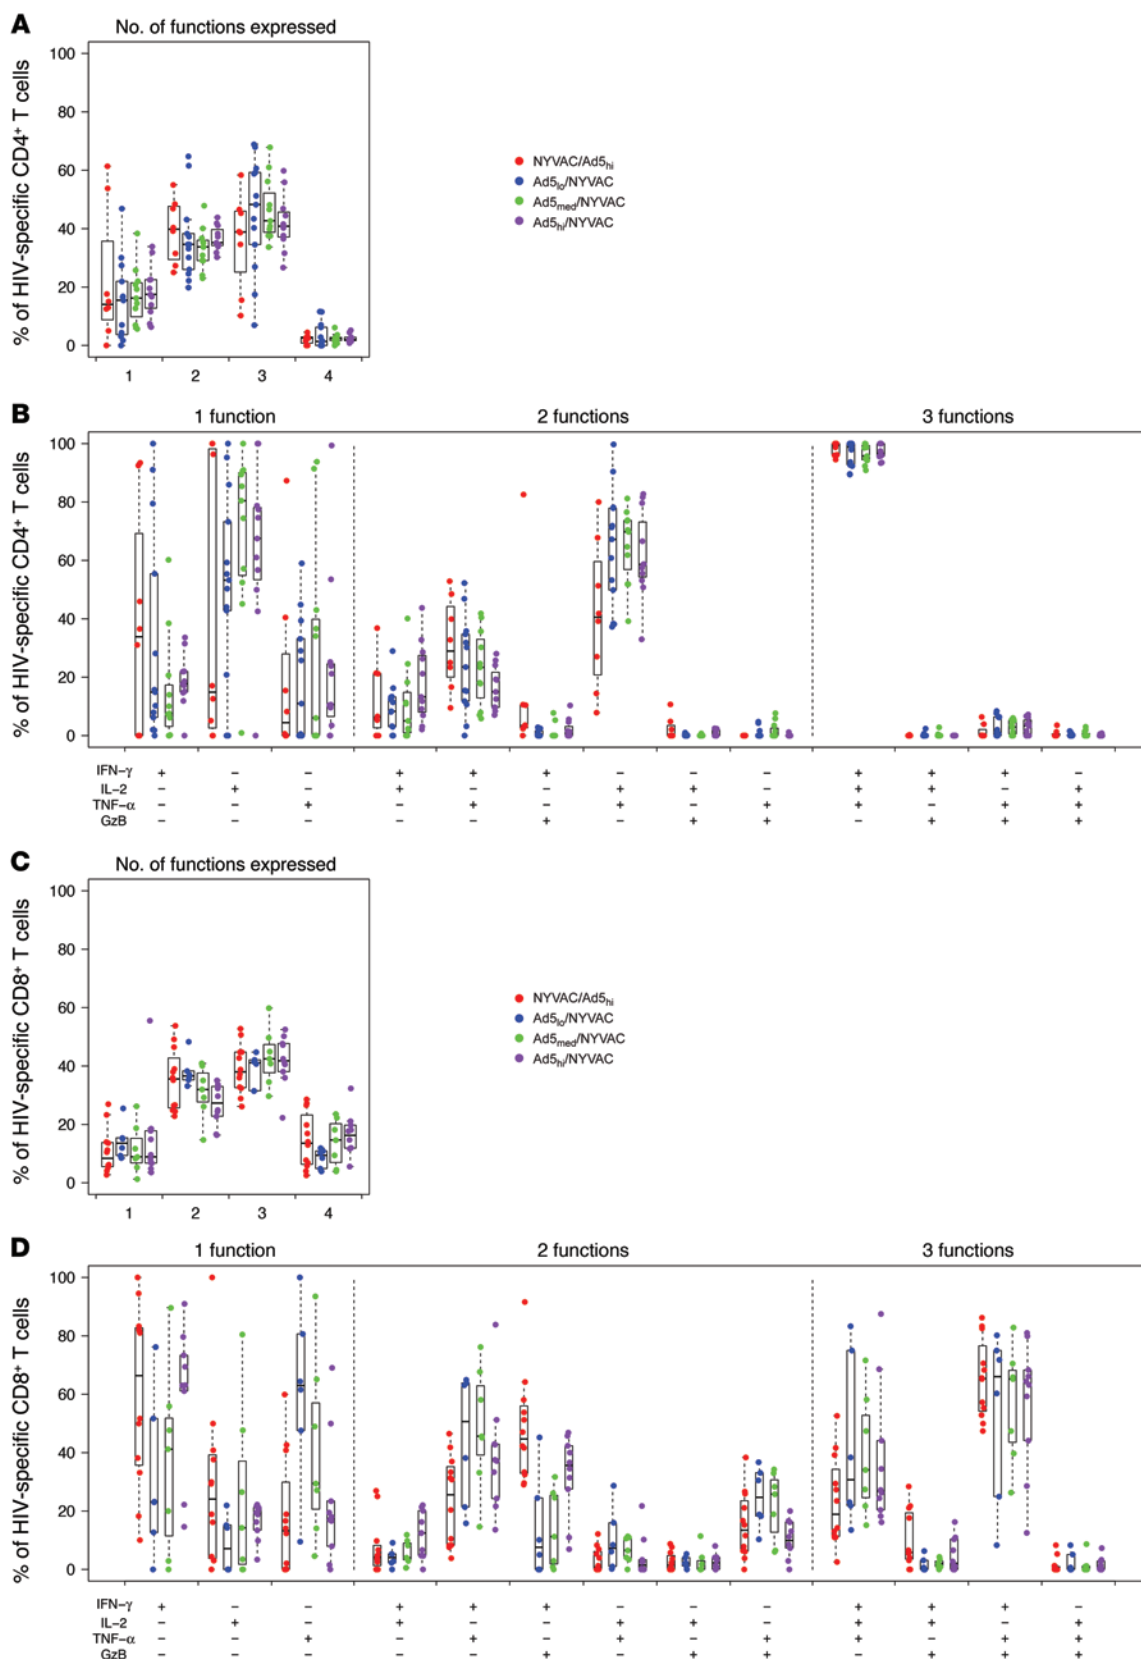 A
No. of functions expressed
% of HIV-specific CD4+ T cells
100
80
60
40
20
0
1 2 3 4
NYVAC/Ad5hi
Ad5lo/NYVAC
Ad5med/NYVAC
Ad5hi/NYVAC
B
1 function 2 functions 3 functions
% of HIV-specific CD4+ T cells
100
80
60
40
20
0
IFN-γ + – – + + + – – – + + + –
IL-2 – + – + – – + + – + + – +
TNF-α – – + – + – + – + + – + +
GzB – – – – – + – + + – + + +
C
No. of functions expressed
% of HIV-specific CD8+ T cells
100
80
60
40
20
0
1 2 3 4
NYVAC/Ad5hi
Ad5lo/NYVAC
Ad5med/NYVAC
Ad5hi/NYVAC
D
1 function 2 functions 3 functions
% of HIV-specific CD8+ T cells
100
80
60
40
20
0
IFN-γ + – – + + + – – – + + + –
IL-2 – + – + – – + + – + + – +
TNF-α – – + – + – + – + + – + +
GzB – – – – – + – + + – + + +